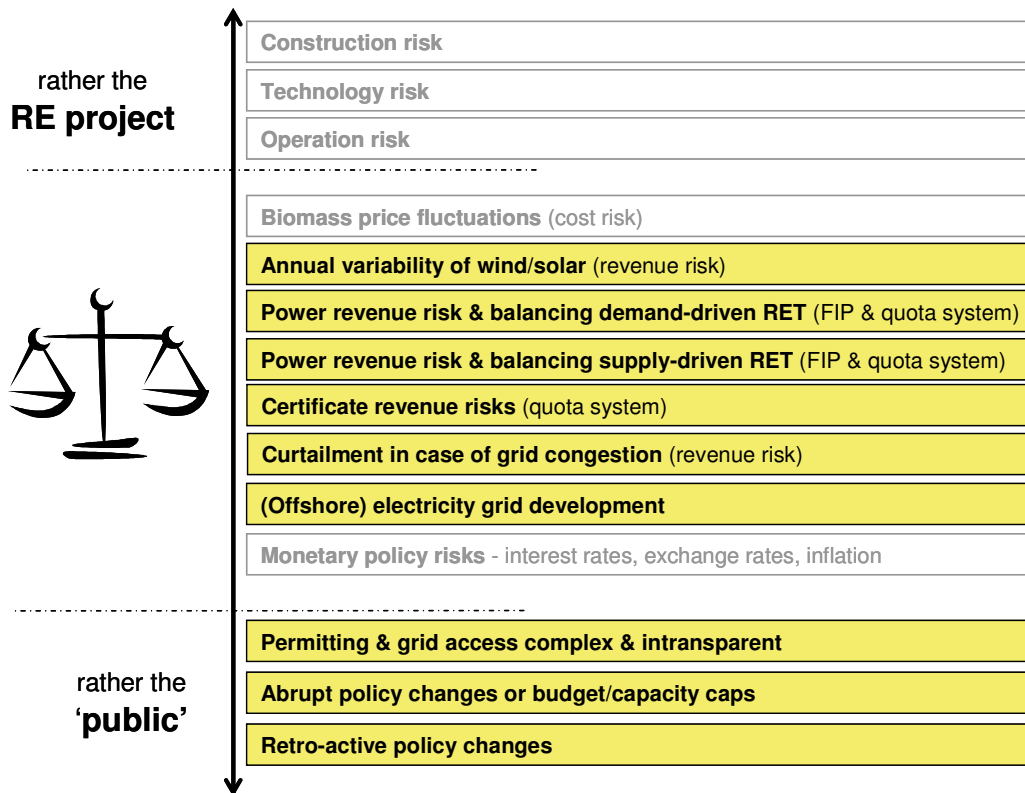 Construction risk
rather the
RE project
Technology risk
Operation risk
Biomass price fluctuations (cost risk)
Annual variability of wind/solar (revenue risk)
Power revenue risk & balancing demand-driven RET (FIP & quota system)
Power revenue risk & balancing supply-driven RET (FIP & quota system)
Certificate revenue risks (quota system)
Curtailment in case of grid congestion (revenue risk)
(Offshore) electricity grid development
Monetary policy risks - interest rates, exchange rates, inflation
Permitting & grid access complex & intransparent
rather the
‘public’
Abrupt policy changes or budget/capacity caps
Retro-active policy changes